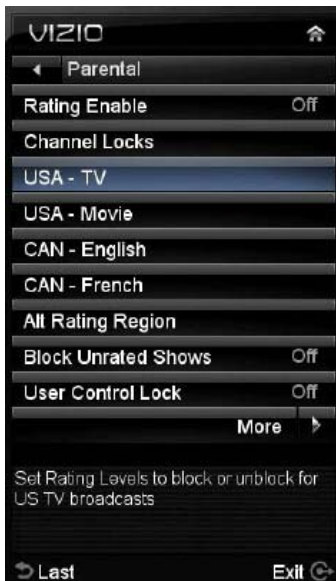 VIZIO
Parental
Rating Enable Off
Channel Locks
USA - TV
USA - Movie
CAN - English
CAN - French
Alt Rating Region
Block Unrated Shows Off
User Control Lock Off
More
Set Rating Levels to block or unblock for
US TV broadcasts
Last Exit